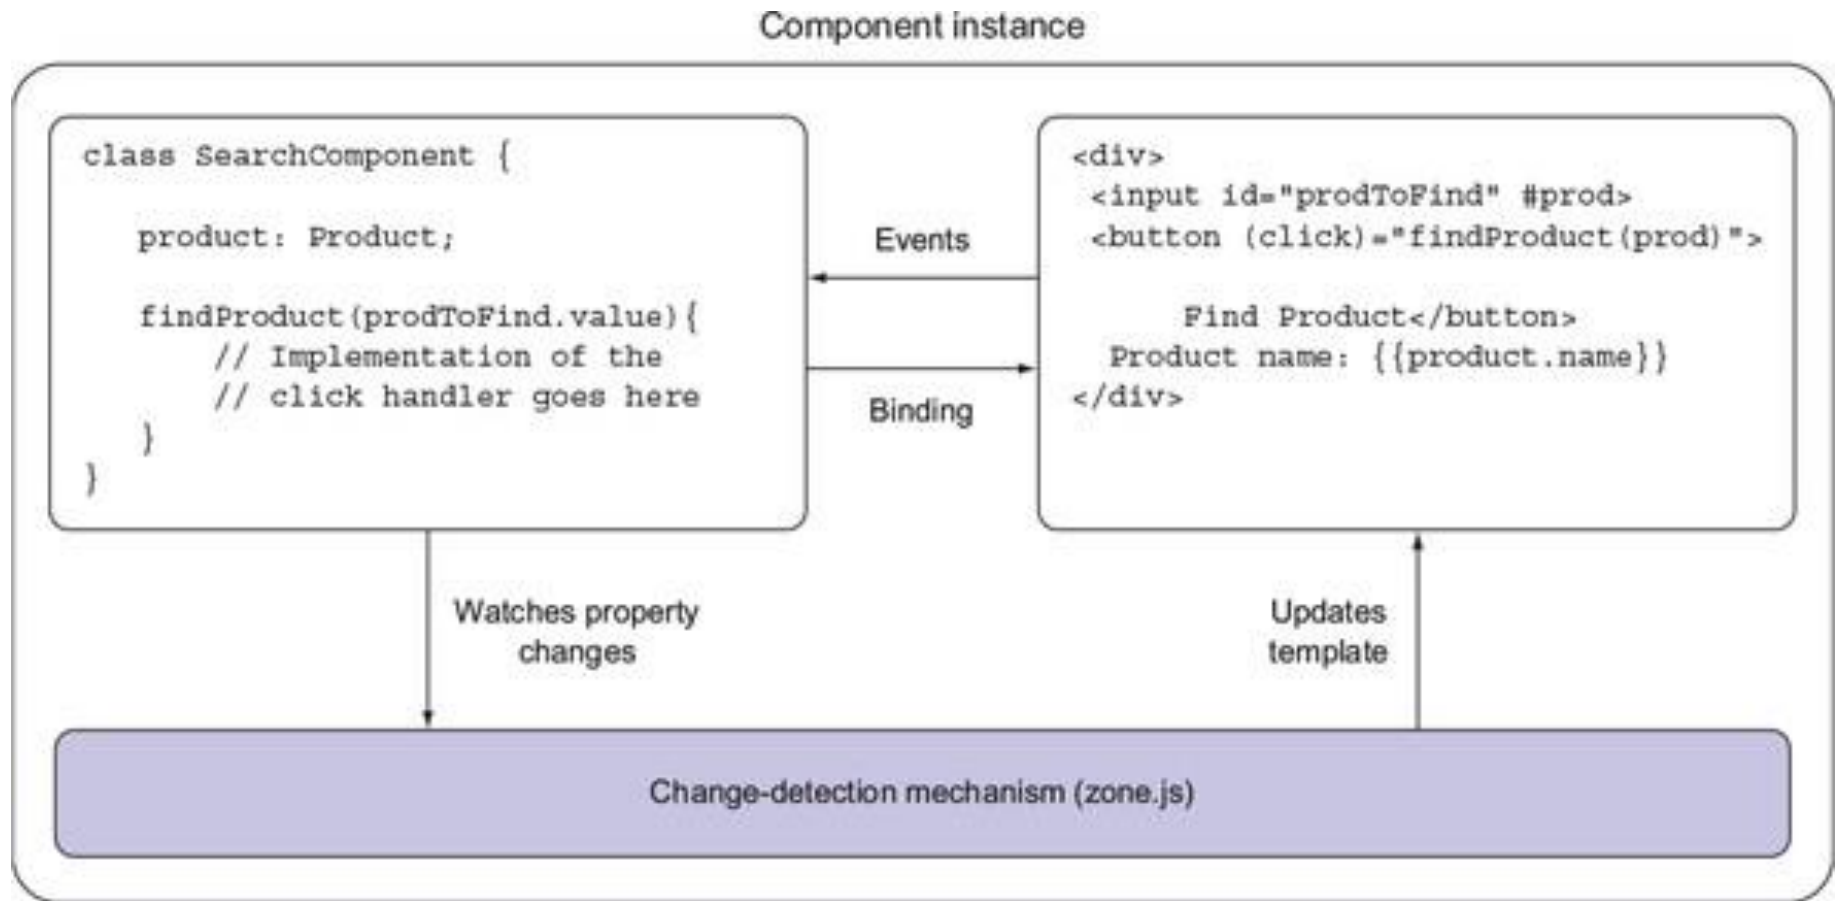 Component instance
class SearchComponent {
product: Product;
findProduct(prodToFind.value){
// Implementation of the
// click handler goes here
}
}
Events
Binding
<div>
<input id="prodToFind" #prod>
<button (click)="findProduct(prod)">
Find Product</button>
Product name: {{product.name}}
</div>
Watches property
changes
Updates
template
Change-detection mechanism (zone.js)